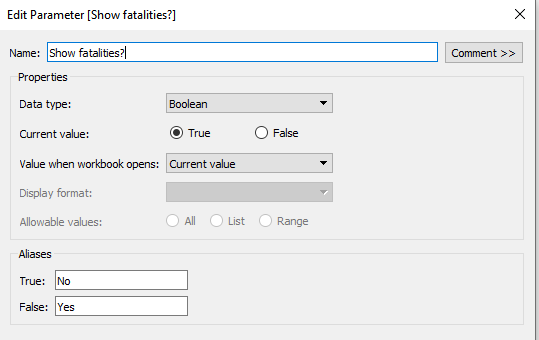 Edit Parameter [Show fatalities?]
Name: Show fatalities? Comment >>
Properties
Data type: Boolean
Current value: True False
Value when workbook opens: Current value
Display format:
Allowable values: All List Range
Aliases
True: No
False: Yes